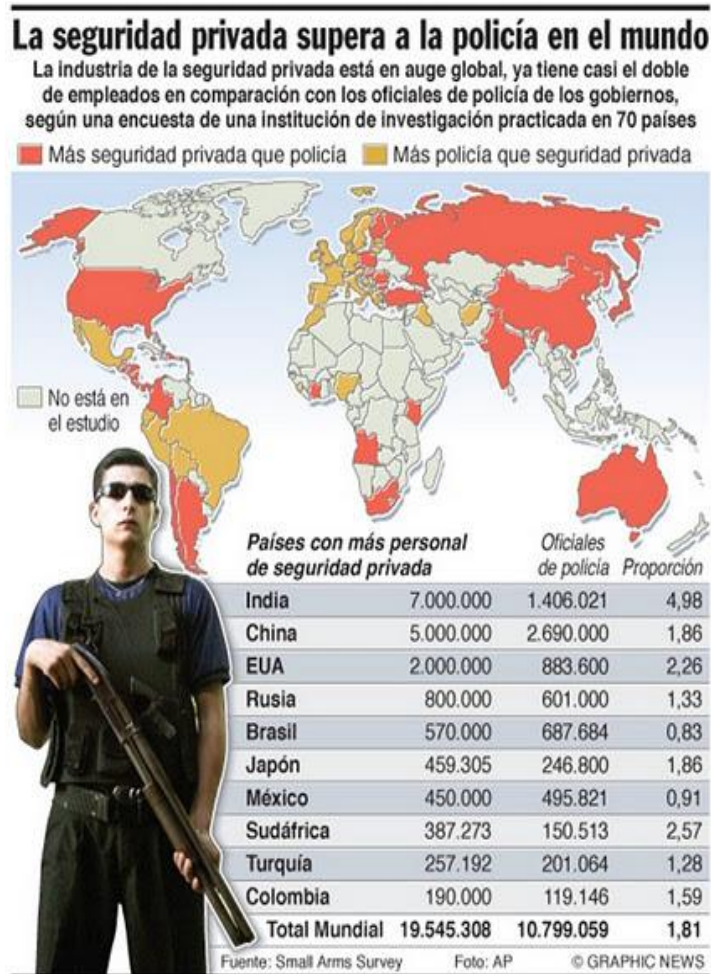 La seguridad privada supera a la policía en el mundo
La industria de la seguridad privada está en auge global, ya tiene casi el doble
de empleados en comparación con los oficiales de policía de los gobiernos,
según una encuesta de una institución de investigación practicada en 70 países
Más seguridad privada que policía Más policía que seguridad privada
No está en
el estudio
Países con más personal
de seguridad privada
Oficiales
de policía
Proporción
India 7.000.000 1.406.021 4,98
China 5.000.000 2.690.000 1,86
EUA 2.000.000 883.600 2,26
Rusia 800.000 601.000 1,33
Brasil 570.000 687.684 0,83
Japón 459.305 246.800 1,86
México 450.000 495.821 0,91
Sudáfrica 387.273 150.513 2,57
Turquía 257.192 201.064 1,28
Colombia 190.000 119.146 1,59
Total Mundial 19.545.308 10.799.059 1,81
Fuente: Small Arms Survey Foto: AP © GRAPHIC NEWS